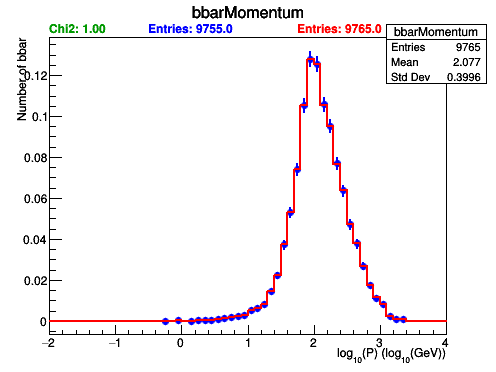 bbarMomentum
Chi2: 1.00 Entries: 9755.0 Entries: 9765.0
bbarMomentum
Entries 9765
Mean 2.077
Std Dev 0.3996
Number of bbar
0.12
0.1
0.08
0.06
0.04
0.02
0
−2 −1 0 1 2 3 4
log10(P) (log10(GeV))